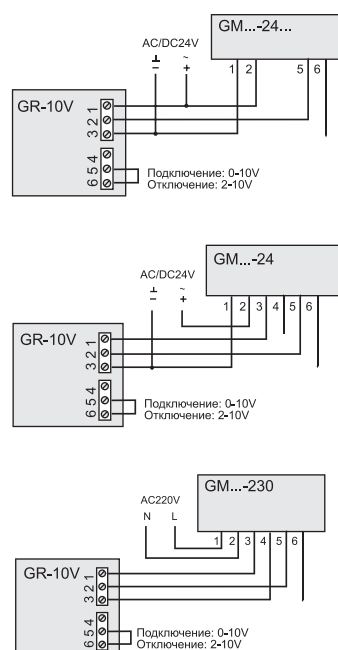 GM...-24...
AC/DC24V
⊥ ~
− +
1 2 5 6
GR-10V
1
2
3
4
5
6
Подключение: 0-10V
Отключение: 2-10V
GM...-24
AC/DC24V
⊥ ~
− +
1 2 3 4 5 6
GR-10V
1
2
3
4
5
6
Подключение: 0-10V
Отключение: 2-10V
GM...-230
AC220V
N L
1 2 3 4 5 6
GR-10V
1
2
3
4
5
6
Подключение: 0-10V
Отключение: 2-10V